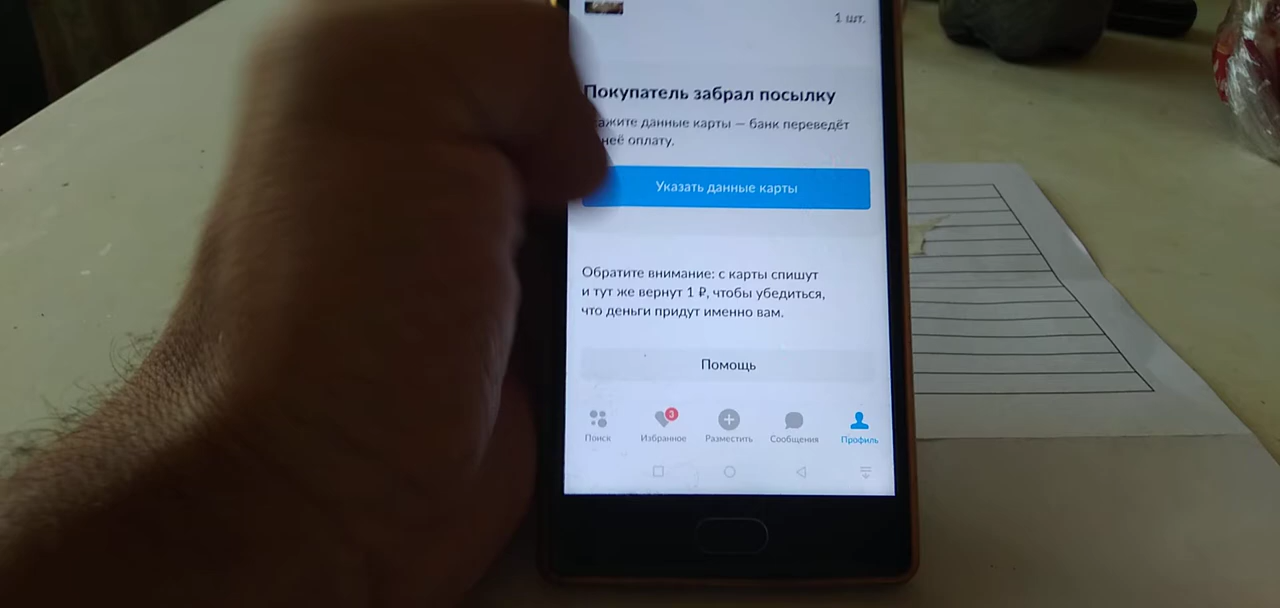 1 шт.
Покупатель забрал посылку
ажите данные карты — банк переведёт
неё оплату.
Указать данные карты
Обратите внимание: с карты спишут
и тут же вернут 1 ₽, чтобы убедиться,
что деньги придут именно вам.
Помощь
3
Поиск Избранное Разместить Сообщения Профиль